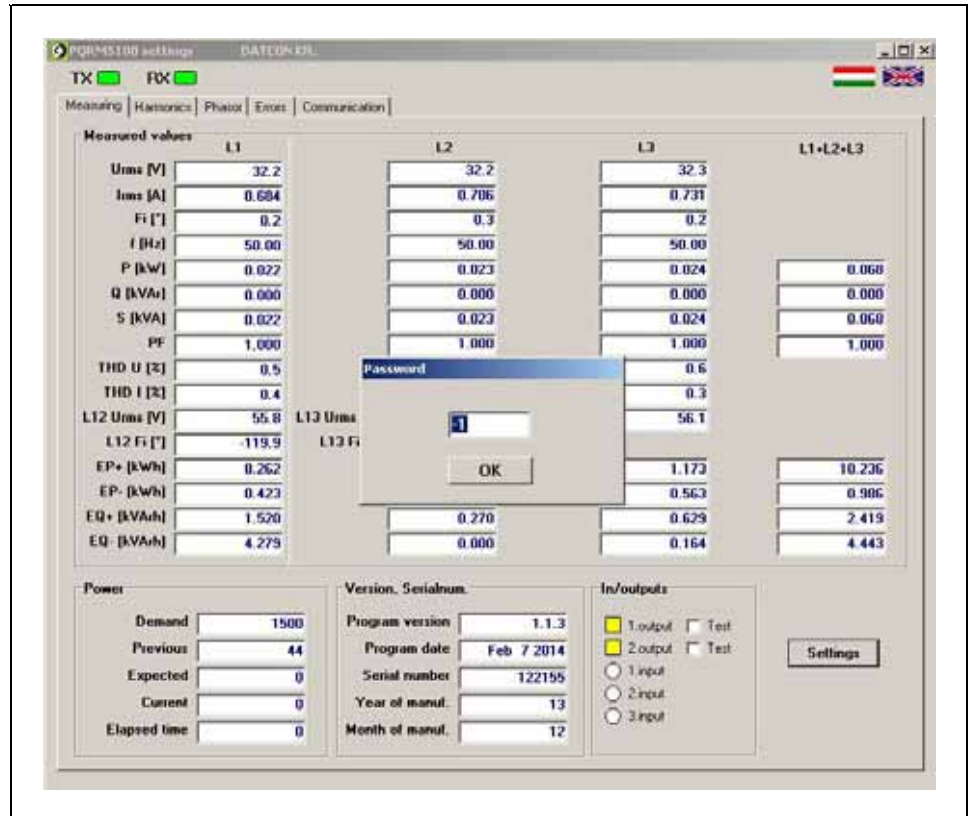 PQRM5100 settings DATCON Kft.
TX RX
Measuring Harmonics Phasor Errors Communication
Measured values
L1 L2 L3 L1+L2+L3
Urms [V] 32.2 32.2 32.3
Irms [A] 0.684 0.706 0.731
Fi [°] 0.2 0.3 0.2
f [Hz] 50.00 50.00 50.00
P [kW] 0.022 0.023 0.024 0.068
Q [kVAr] 0.000 0.000 0.000 0.000
S [kVA] 0.022 0.023 0.024 0.068
PF 1.000 1.000 1.000 1.000
THD U [%] 0.5 0.6
THD I [%] 0.4 0.3
L12 Urms [V] 55.8 L13 Urms 56.1
L12 Fi [°] -119.9 L13 Fi
EP+ [kWh] 0.262 1.173 10.236
EP- [kWh] 0.423 0.563 0.986
EQ+ [kVArh] 1.520 0.270 0.629 2.419
EQ- [kVArh] 4.279 0.000 0.164 4.443
Password
-1
OK
Power
Demand 1500
Previous 44
Expected 0
Current 0
Elapsed time 0
Version, Serialnum.
Program version 1.1.3
Program date Feb 7 2014
Serial number 122155
Year of manuf. 13
Month of manuf. 12
In/outputs
1.output Test
2.output Test
1.input
2.input
3.input
Settings